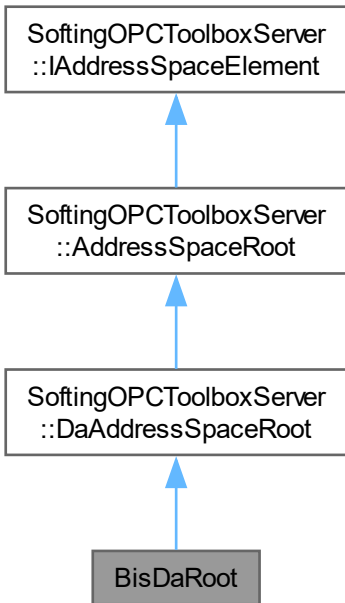 SoftingOPCToolboxServer
::IAddressSpaceElement
SoftingOPCToolboxServer
::AddressSpaceRoot
SoftingOPCToolboxServer
::DaAddressSpaceRoot
BisDaRoot